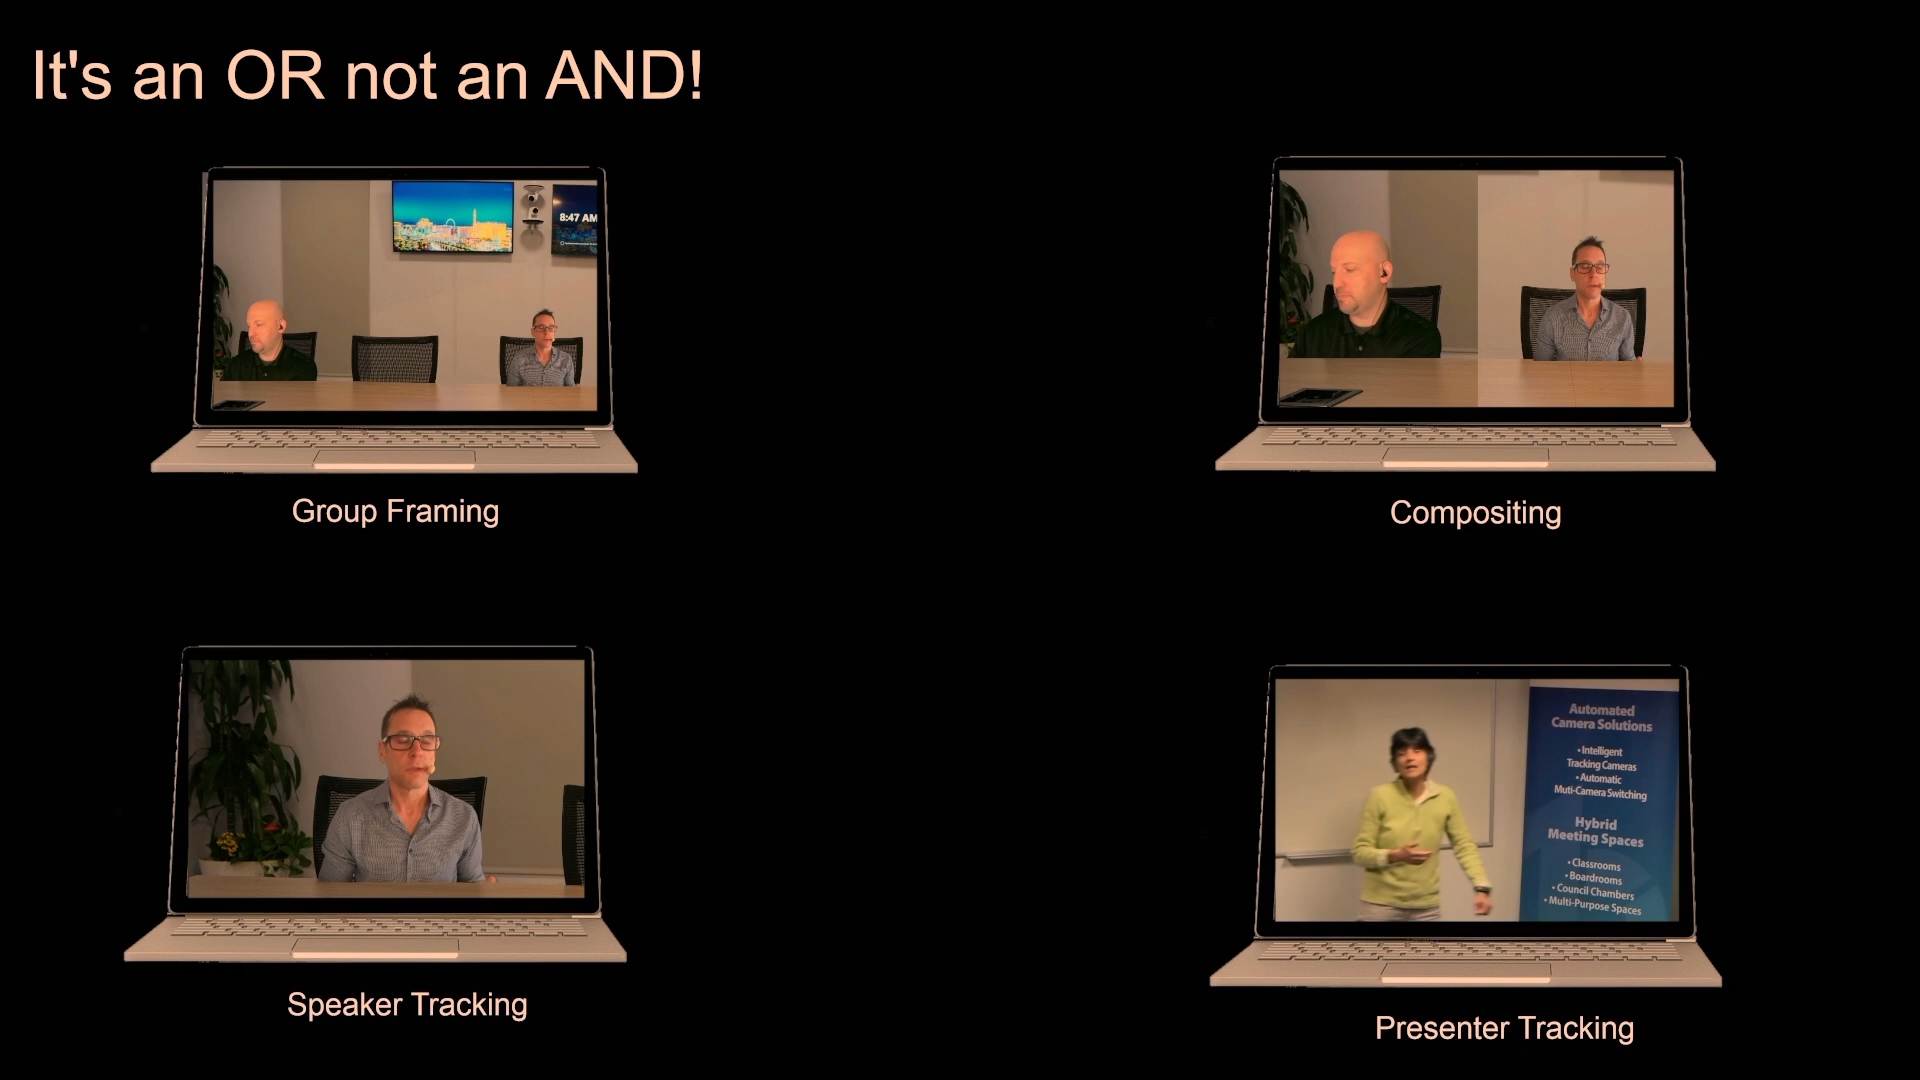 It's an OR not an AND!
8:47 AM
Group Framing
Compositing
Automated
Camera Solutions
• Intelligent
Tracking Cameras
• Automatic
Muti-Camera Switching
Hybrid
Meeting Spaces
• Classrooms
• Boardrooms
• Council Chambers
• Multi-Purpose Spaces
Speaker Tracking
Presenter Tracking